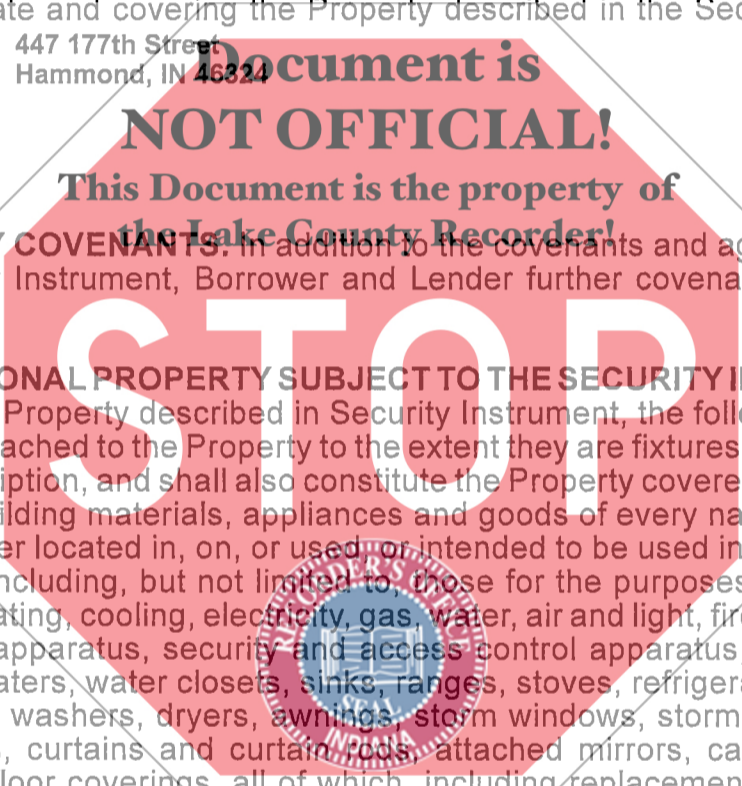 ate and covering the Property described in the Sec
447 177th Street
Hammond, IN 46324
Document is
NOT OFFICIAL!
This Document is the property of
the Lake County Recorder!
Y COVENANTS. In addition to the covenants and ag
Instrument, Borrower and Lender further covena
STOP
ONAL PROPERTY SUBJECT TO THE SECURITY I
Property described in Security Instrument, the foll
ached to the Property to the extent they are fixtures
iption, and shall also constitute the Property covere
ilding materials, appliances and goods of every na
er located in, on, or used, or intended to be used in
ncluding, but not limited to, those for the purposes
ating, cooling, electricity, gas, water, air and light, fire
apparatus, security and access control apparatus
aters, water closets, sinks, ranges, stoves, refrigera
washers, dryers, awnings, storm windows, storm
, curtains and curtain rods, attached mirrors, ca
loor coverings, all of which, including replacemen
RECORDER'S OFFICE
SEAL
INDIANA